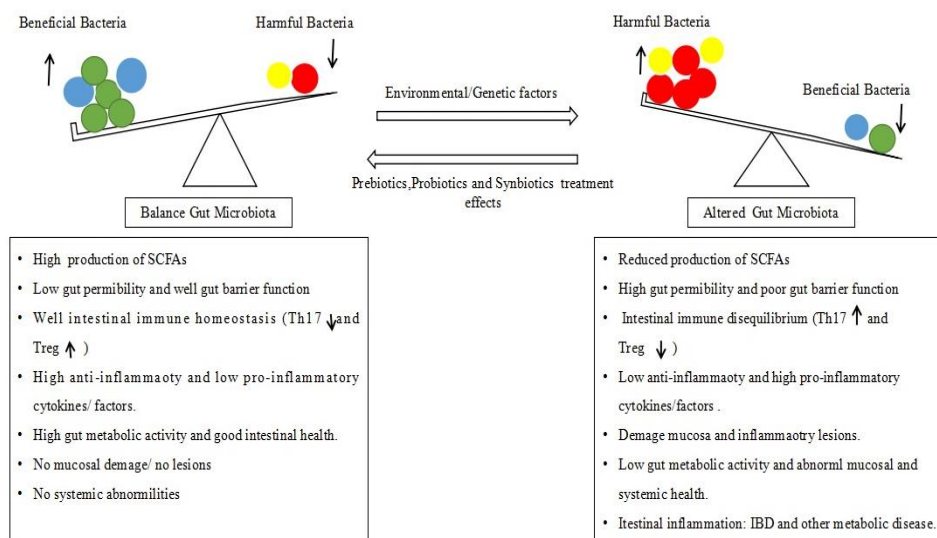 Beneficial Bacteria
Harmful Bacteria
Environmental/Genetic factors
Prebiotics,Probiotics and Synbiotics treatment
effects
Harmful Bacteria
Beneficial Bacteria
Balance Gut Microbiota
Altered Gut Microbiota
• High production of SCFAs
• Low gut permibility and well gut barrier function
• Well intestinal immune homeostasis (Th17 ↓and
Treg ↑ )
• High anti-inflammaoty and low pro-inflammatory
cytokines/ factors.
• High gut metabolic activity and good intestinal health.
• No mucosal demage/ no lesions
• No systemic abnormilities
• Reduced production of SCFAs
• High gut permibility and poor gut barrier function
• Intestinal immune disequilibrium (Th17 ↑ and
Treg ↓ )
• Low anti-inflammaoty and high pro-inflammatory
cytokines/factors .
• Demage mucosa and inflammaotry lesions.
• Low gut metabolic activity and abnorml mucosal and
systemic health.
• Itestinal inflammation: IBD and other metabolic disease.